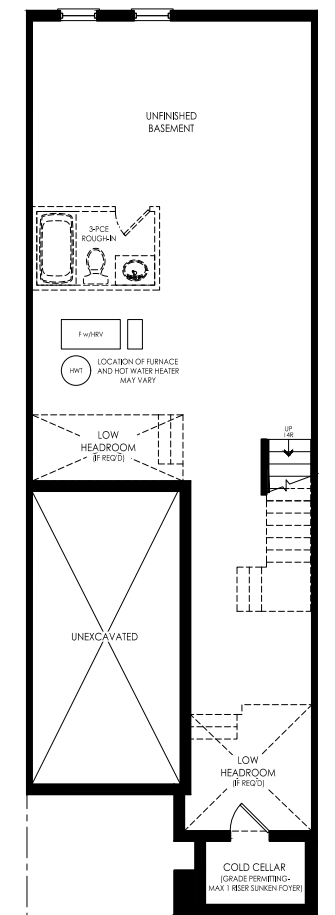 UNFINISHED
BASEMENT
3-PCE
ROUGH-IN
F w/HRV
HWT
LOCATION OF FURNACE
AND HOT WATER HEATER
MAY VARY
LOW
HEADROOM
(IF REQ'D)
UP
14R
UNEXCAVATED
LOW
HEADROOM
(IF REQ'D)
COLD CELLAR
(GRADE PERMITTING-
MAX 1 RISER SUNKEN FOYER)